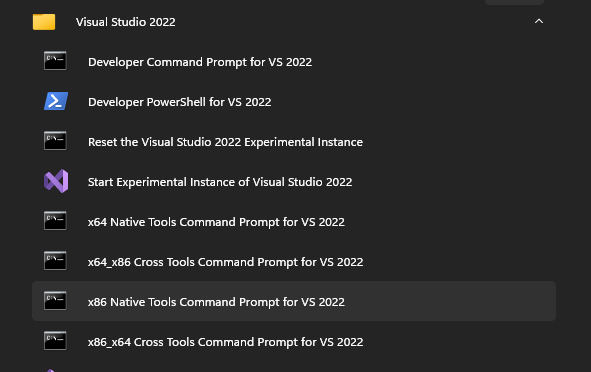 Visual Studio 2022
Developer Command Prompt for VS 2022
Developer PowerShell for VS 2022
Reset the Visual Studio 2022 Experimental Instance
Start Experimental Instance of Visual Studio 2022
x64 Native Tools Command Prompt for VS 2022
x64_x86 Cross Tools Command Prompt for VS 2022
x86 Native Tools Command Prompt for VS 2022
x86_x64 Cross Tools Command Prompt for VS 2022